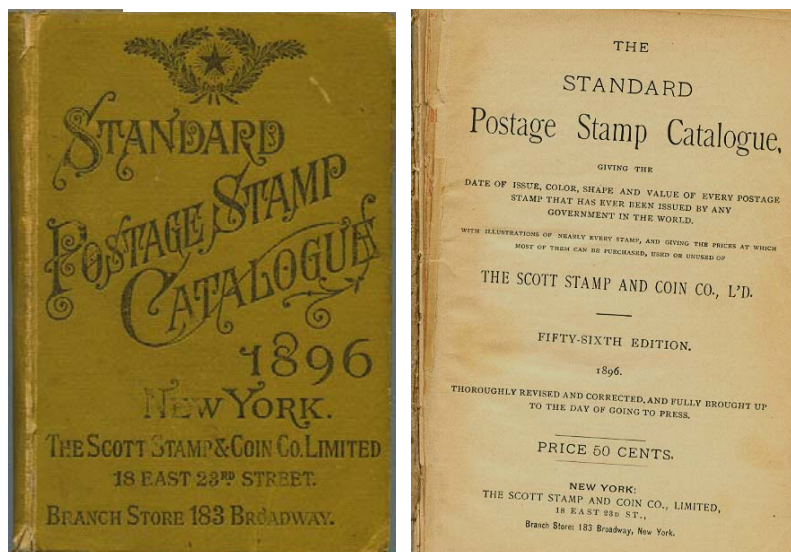 STANDARD
POSTAGE STAMP
CATALOGUE
1896
NEW YORK.
THE SCOTT STAMP & COIN CO. LIMITED
18 EAST 23RD STREET.
BRANCH STORE 183 BROADWAY.
THE
STANDARD
Postage Stamp Catalogue,
GIVING THE
DATE OF ISSUE, COLOR, SHAPE AND VALUE OF EVERY POSTAGE
STAMP THAT HAS EVER BEEN ISSUED BY ANY
GOVERNMENT IN THE WORLD.
WITH ILLUSTRATIONS OF NEARLY EVERY STAMP, AND GIVING THE PRICES AT WHICH
MOST OF THEM CAN BE PURCHASED, USED OR UNUSED OF
THE SCOTT STAMP AND COIN CO., L'D.
FIFTY-SIXTH EDITION.
1896.
THOROUGHLY REVISED AND CORRECTED, AND FULLY BROUGHT UP
TO THE DAY OF GOING TO PRESS.
PRICE 50 CENTS.
NEW YORK:
THE SCOTT STAMP AND COIN CO., LIMITED,
18 EAST 23D ST.,
Branch Store: 183 Broadway, New York.